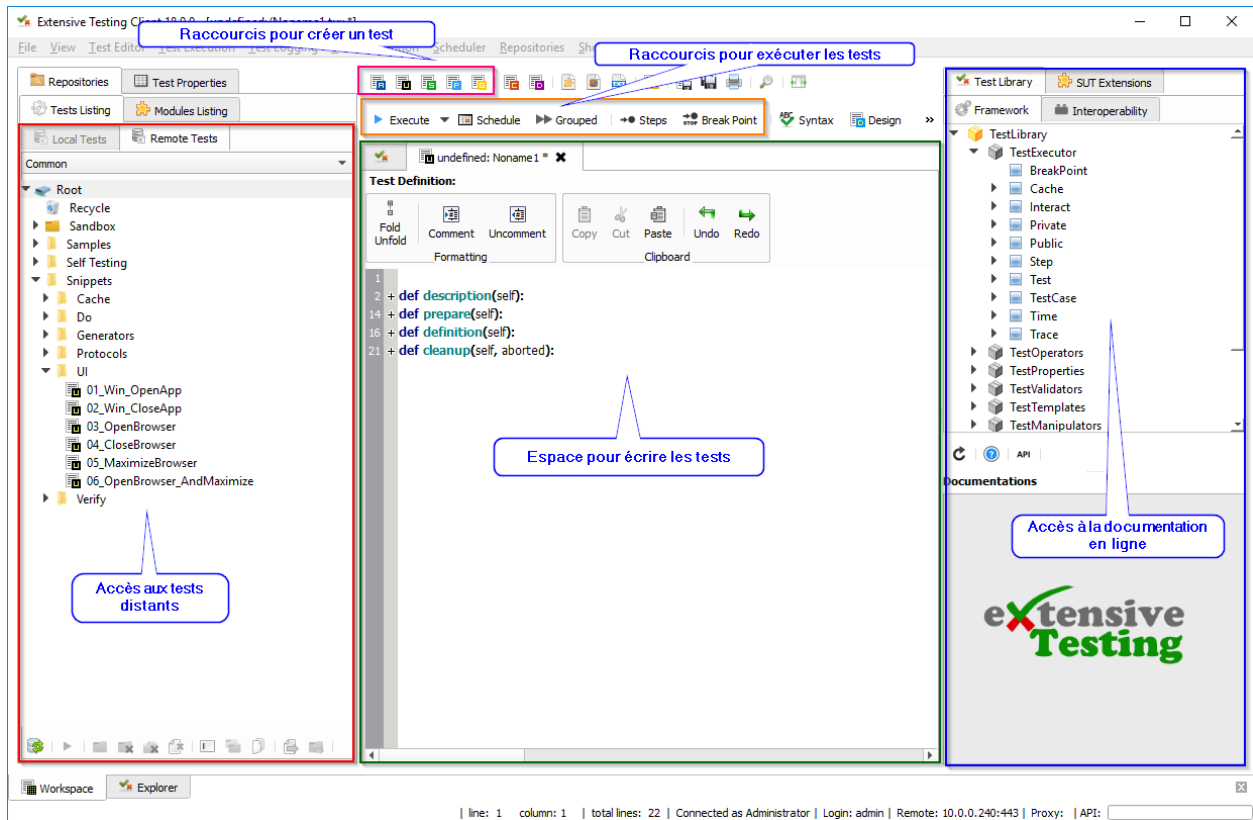 Extensive Testing Client 18.0.0 - [undefined: Noname1.tux *]
File View Test Editor Test Execution Test Logging Scheduler Repositories
Raccourcis pour créer un test
Raccourcis pour exécuter les tests
Repositories
Test Properties
Tests Listing
Modules Listing
Local Tests
Remote Tests
Common
Root
Recycle
Sandbox
Samples
Self Testing
Snippets
Cache
Do
Generators
Protocols
UI
01_Win_OpenApp
02_Win_CloseApp
03_OpenBrowser
04_CloseBrowser
05_MaximizeBrowser
06_OpenBrowser_AndMaximize
Verify
Accès aux tests
distants
Execute Schedule Grouped Steps Break Point Syntax Design »
undefined: Noname1 *
Test Definition:
Fold
Unfold
Comment
Uncomment
Formatting
Copy
Cut
Paste
Undo
Redo
Clipboard
1
2 + def description(self):
14 + def prepare(self):
16 + def definition(self):
21 + def cleanup(self, aborted):
Espace pour écrire les tests
Test Library
SUT Extensions
Framework
Interoperability
TestLibrary
TestExecutor
BreakPoint
Cache
Interact
Private
Public
Step
Test
TestCase
Time
Trace
TestOperators
TestProperties
TestValidators
TestTemplates
TestManipulators
API
Documentations
Accès à la documentation
en ligne
extensive
Testing
Workspace
Explorer
| line: 1 column: 1 | total lines: 22 | Connected as Administrator | Login: admin | Remote: 10.0.0.240:443 | Proxy: | API: